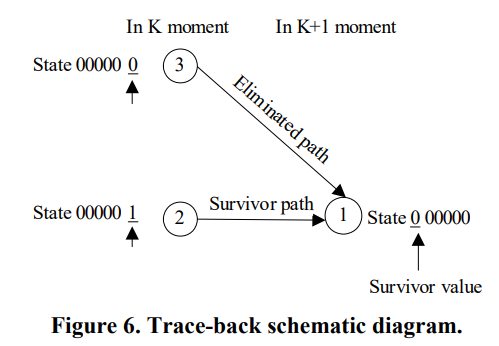 In K moment In K+1 moment
State 00000 0 3
Eliminated path
State 00000 1 2 Survivor path 1 State 0 00000
Survivor value
Figure 6. Trace-back schematic diagram.